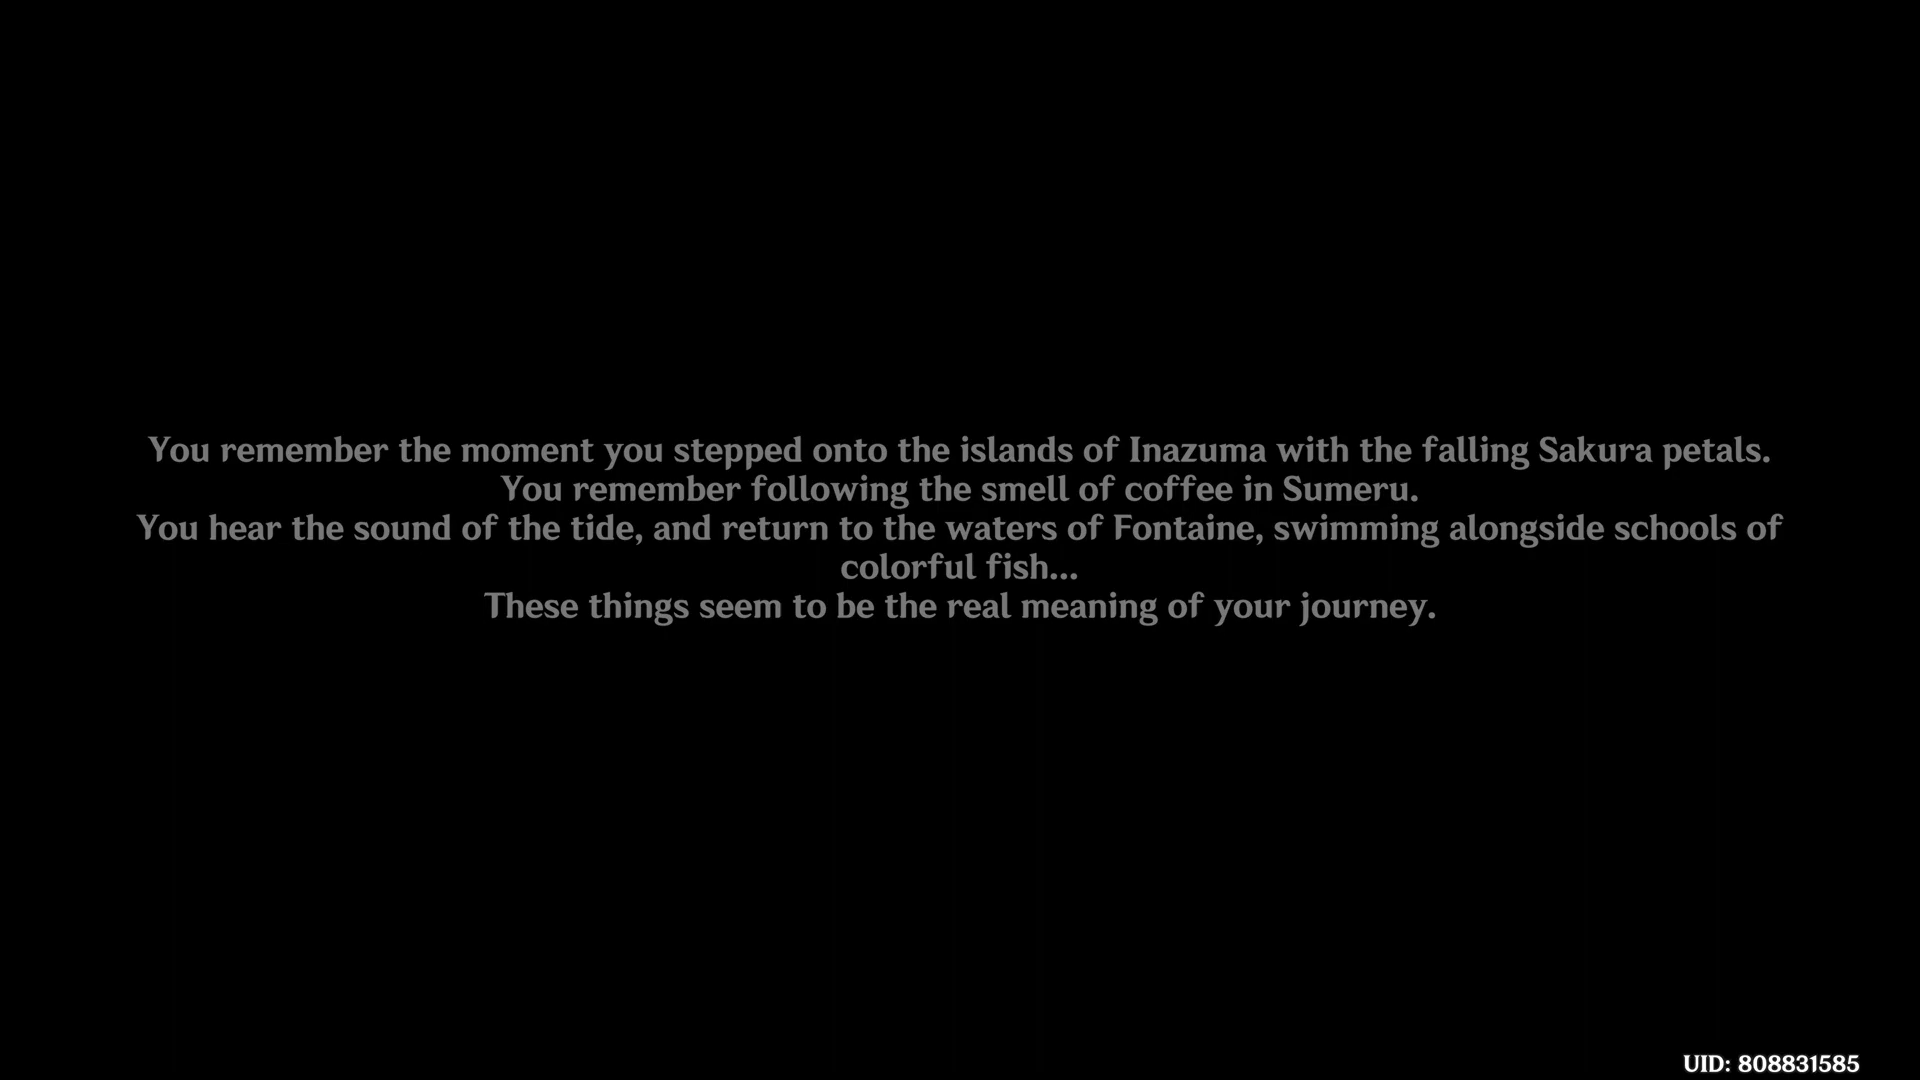 You remember the moment you stepped onto the islands of Inazuma with the falling Sakura petals.
You remember following the smell of coffee in Sumeru.
You hear the sound of the tide, and return to the waters of Fontaine, swimming alongside schools of
colorful fish...
These things seem to be the real meaning of your journey.
UID: 808831585